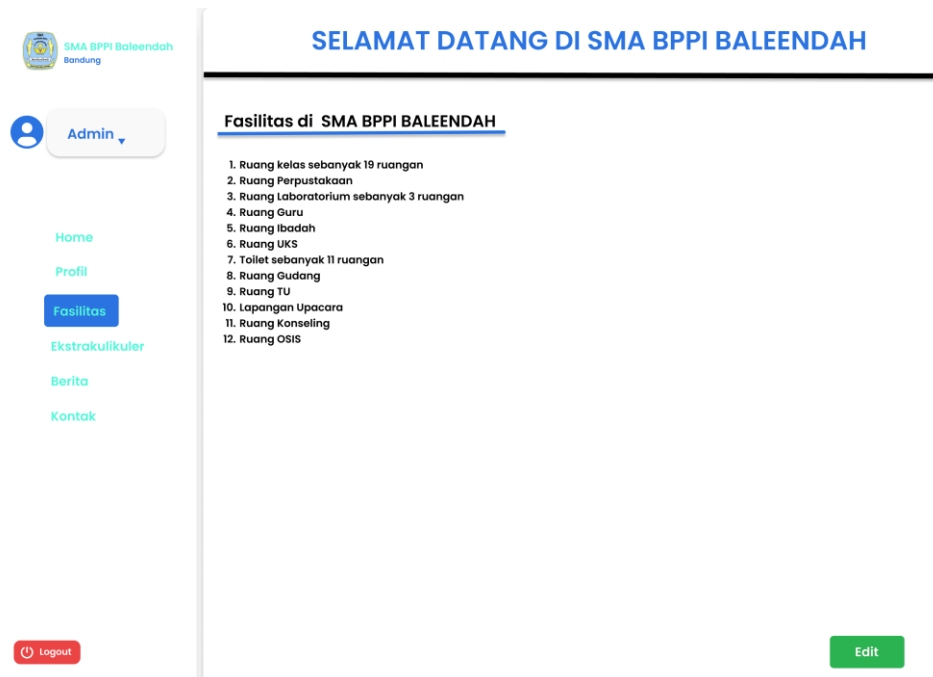 SMA BPPI Baleendah
Bandung
SELAMAT DATANG DI SMA BPPI BALEENDAH
Admin
Home
Profil
Fasilitas
Ekstrakulikuler
Berita
Kontak
Logout
Fasilitas di SMA BPPI BALEENDAH
1. Ruang kelas sebanyak 19 ruangan
2. Ruang Perpustakaan
3. Ruang Laboratorium sebanyak 3 ruangan
4. Ruang Guru
5. Ruang Ibadah
6. Ruang UKS
7. Toilet sebanyak 11 ruangan
8. Ruang Gudang
9. Ruang TU
10. Lapangan Upacara
11. Ruang Konseling
12. Ruang OSIS
Edit